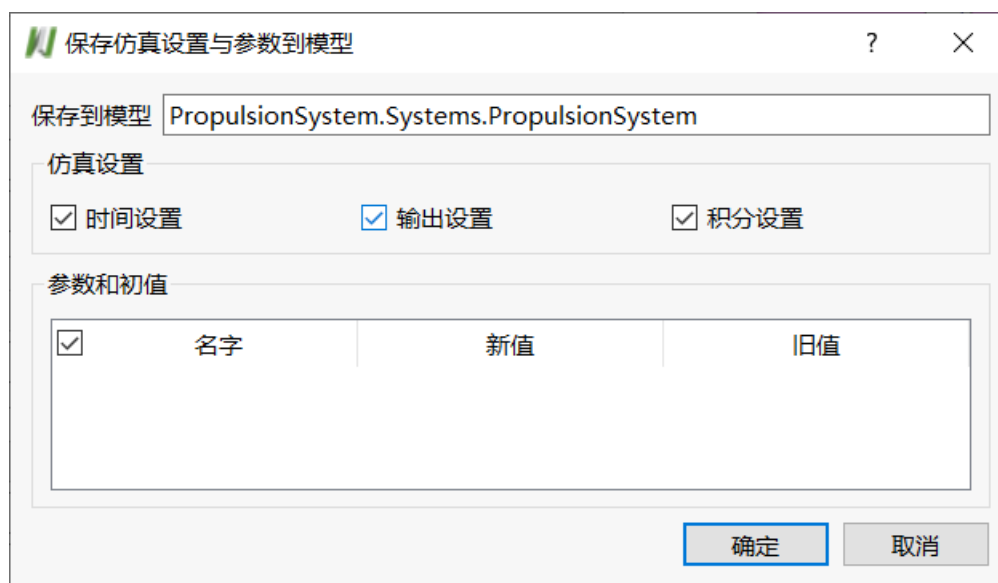 保存仿真设置与参数到模型 ?
保存到模型 PropulsionSystem.Systems.PropulsionSystem
仿真设置
时间设置 输出设置 积分设置
参数和初值
名字 新值 旧值
确定 取消